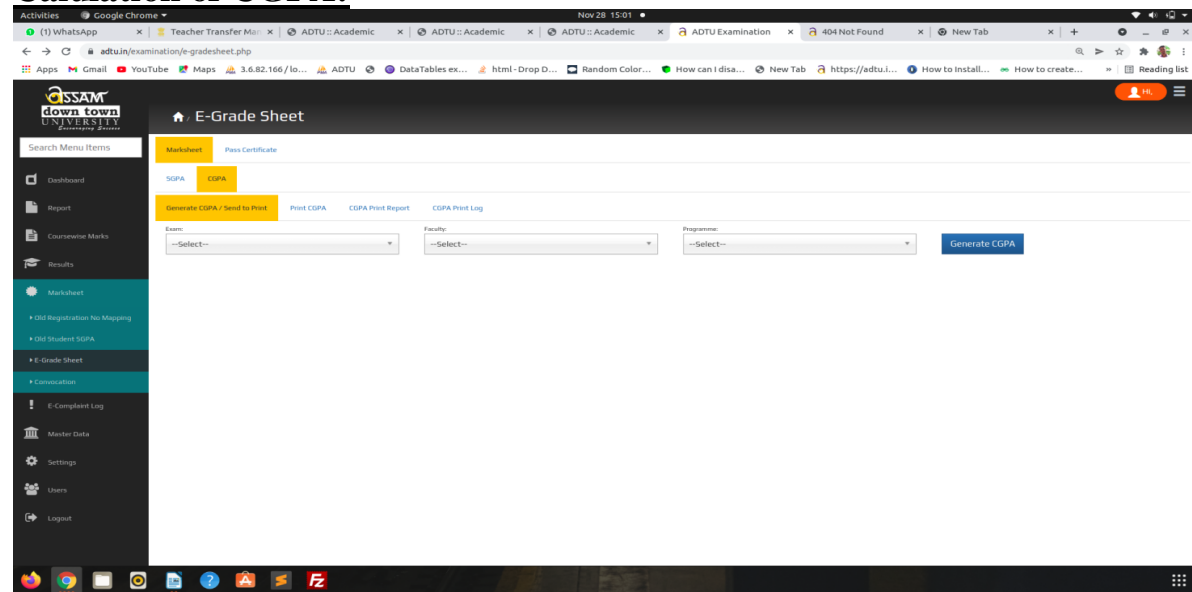 Activities Google Chrome Nov 28 15:01
(1) WhatsApp Teacher Transfer Man ADTU :: Academic ADTU :: Academic ADTU :: Academic ADTU Examination 404 Not Found New Tab
adtu.in/examination/e-gradesheet.php
Apps Gmail YouTube Maps 3.6.82.166/lo... ADTU DataTables ex... html - Drop D... Random Color... How can I disa... New Tab https://adtu.i... How to Install... How to create... » Reading list
ASSAM
down town
UNIVERSITY
Encouraging Success
Hi,
E-Grade Sheet
Search Menu Items
Marksheet Pass Certificate
SGPA CGPA
Generate CGPA / Send to Print Print CGPA CGPA Print Report CGPA Print Log
Exam: Faculty: Programme:
--Select-- --Select-- --Select-- Generate CGPA
Dashboard
Report
Coursewise Marks
Results
Marksheet
Old Registration No Mapping
Old Student SGPA
E-Grade Sheet
Convocation
E-Complaint Log
Master Data
Settings
Users
Logout